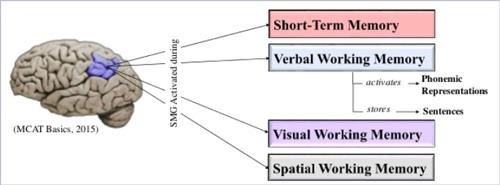 Short-Term Memory
Verbal Working Memory
activates
Phonemic
Representations
stores
Sentences
SMG Activated during
(MCAT Basics, 2015)
Visual Working Memory
Spatial Working Memory